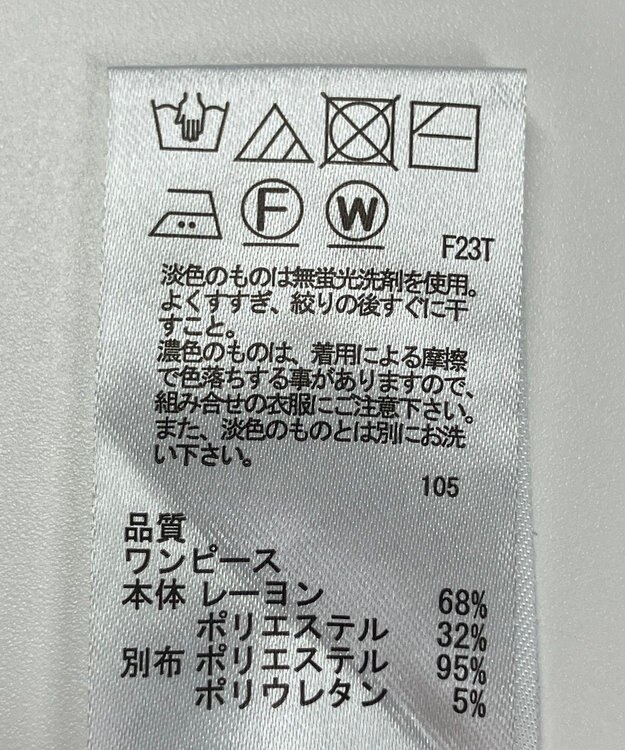 F W
F23T
淡色のものは無蛍光洗剤を使用。
よくすすぎ、絞りの後すぐに干
すこと。
濃色のものは、着用による摩擦
で色落ちする事がありますので、
組み合せの衣服にご注意下さい。
また、淡色のものとは別にお洗
い下さい。
105
品質
ワンピース
本体 レーヨン 68%
ポリエステル 32%
別布 ポリエステル 95%
ポリウレタン 5%